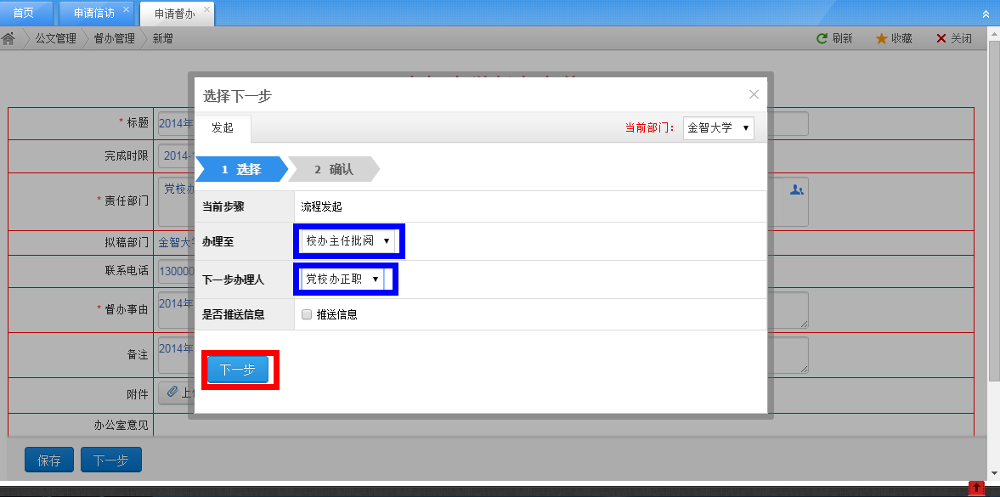 首页 申请信访 申请督办
公文管理 督办管理 新增 刷新 收藏 关闭
选择下一步
发起 当前部门： 金智大学
1 选择 2 确认
当前步骤 流程发起
办理至 校办主任批阅
下一步办理人 党校办正职
是否推送信息 推送信息
下一步
* 标题 2014年
完成时限 2014-
* 责任部门 党校办
拟稿部门 金智大
联系电话 130000
* 督办事由 2014年
备注 2014年
附件 上
办公室意见
保存 下一步